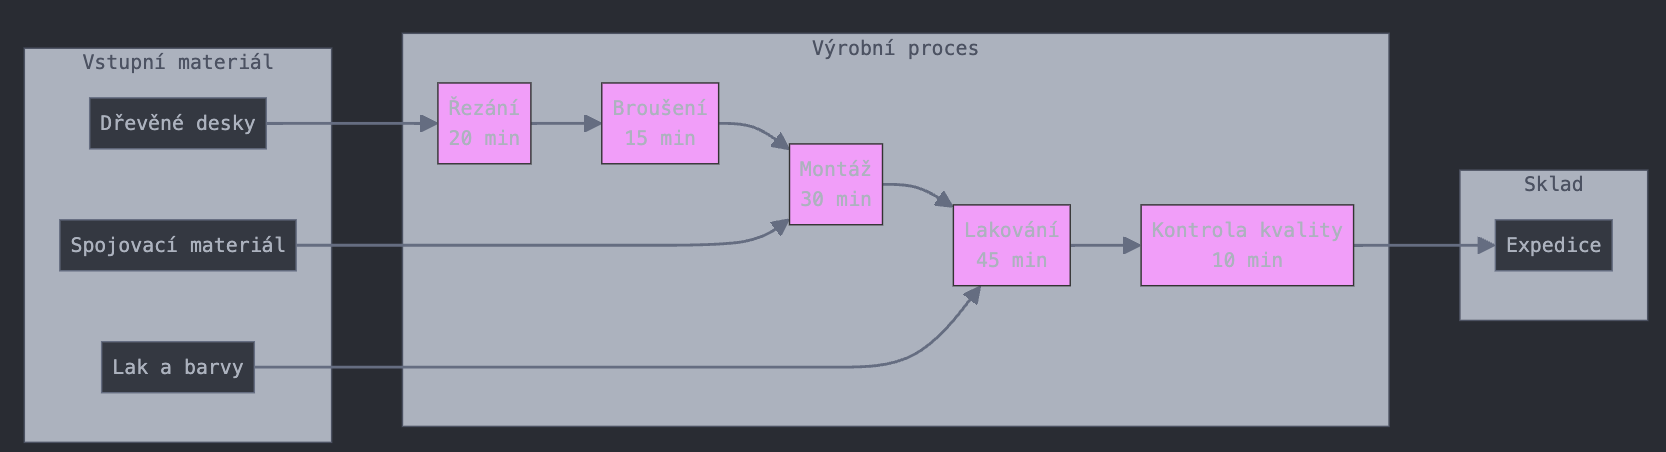 Vstupní materiál
Dřevěné desky
Spojovací materiál
Lak a barvy
Výrobní proces
Řezání
20 min
Broušení
15 min
Montáž
30 min
Lakování
45 min
Kontrola kvality
10 min
Sklad
Expedice